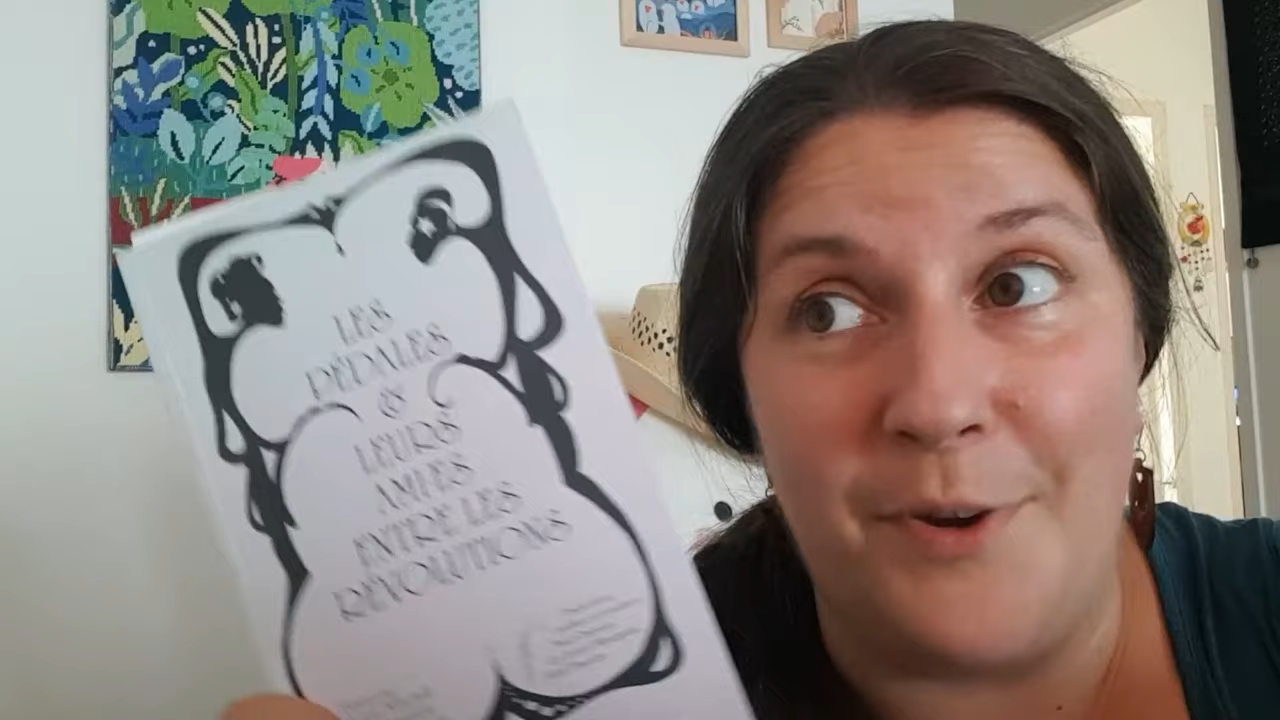 LES
PÉDALES
&
LEURS
AMIES
ENTRE LES
RÉVOLUTIONS